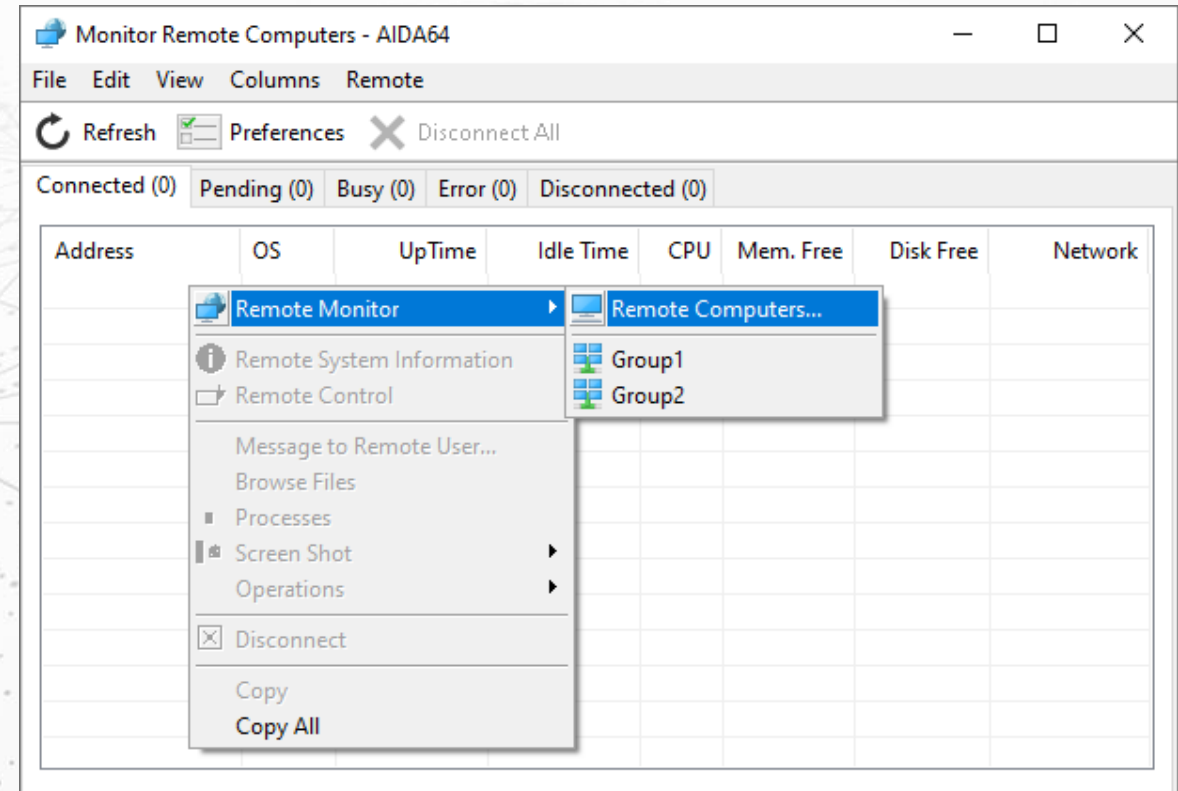 Monitor Remote Computers - AIDA64
File Edit View Columns Remote
Refresh Preferences Disconnect All
Connected (0) Pending (0) Busy (0) Error (0) Disconnected (0)
Address OS UpTime Idle Time CPU Mem. Free Disk Free Network
Remote Monitor Remote Computers...
Remote System Information Group1
Remote Control Group2
Message to Remote User...
Browse Files
Processes
Screen Shot
Operations
Disconnect
Copy
Copy All